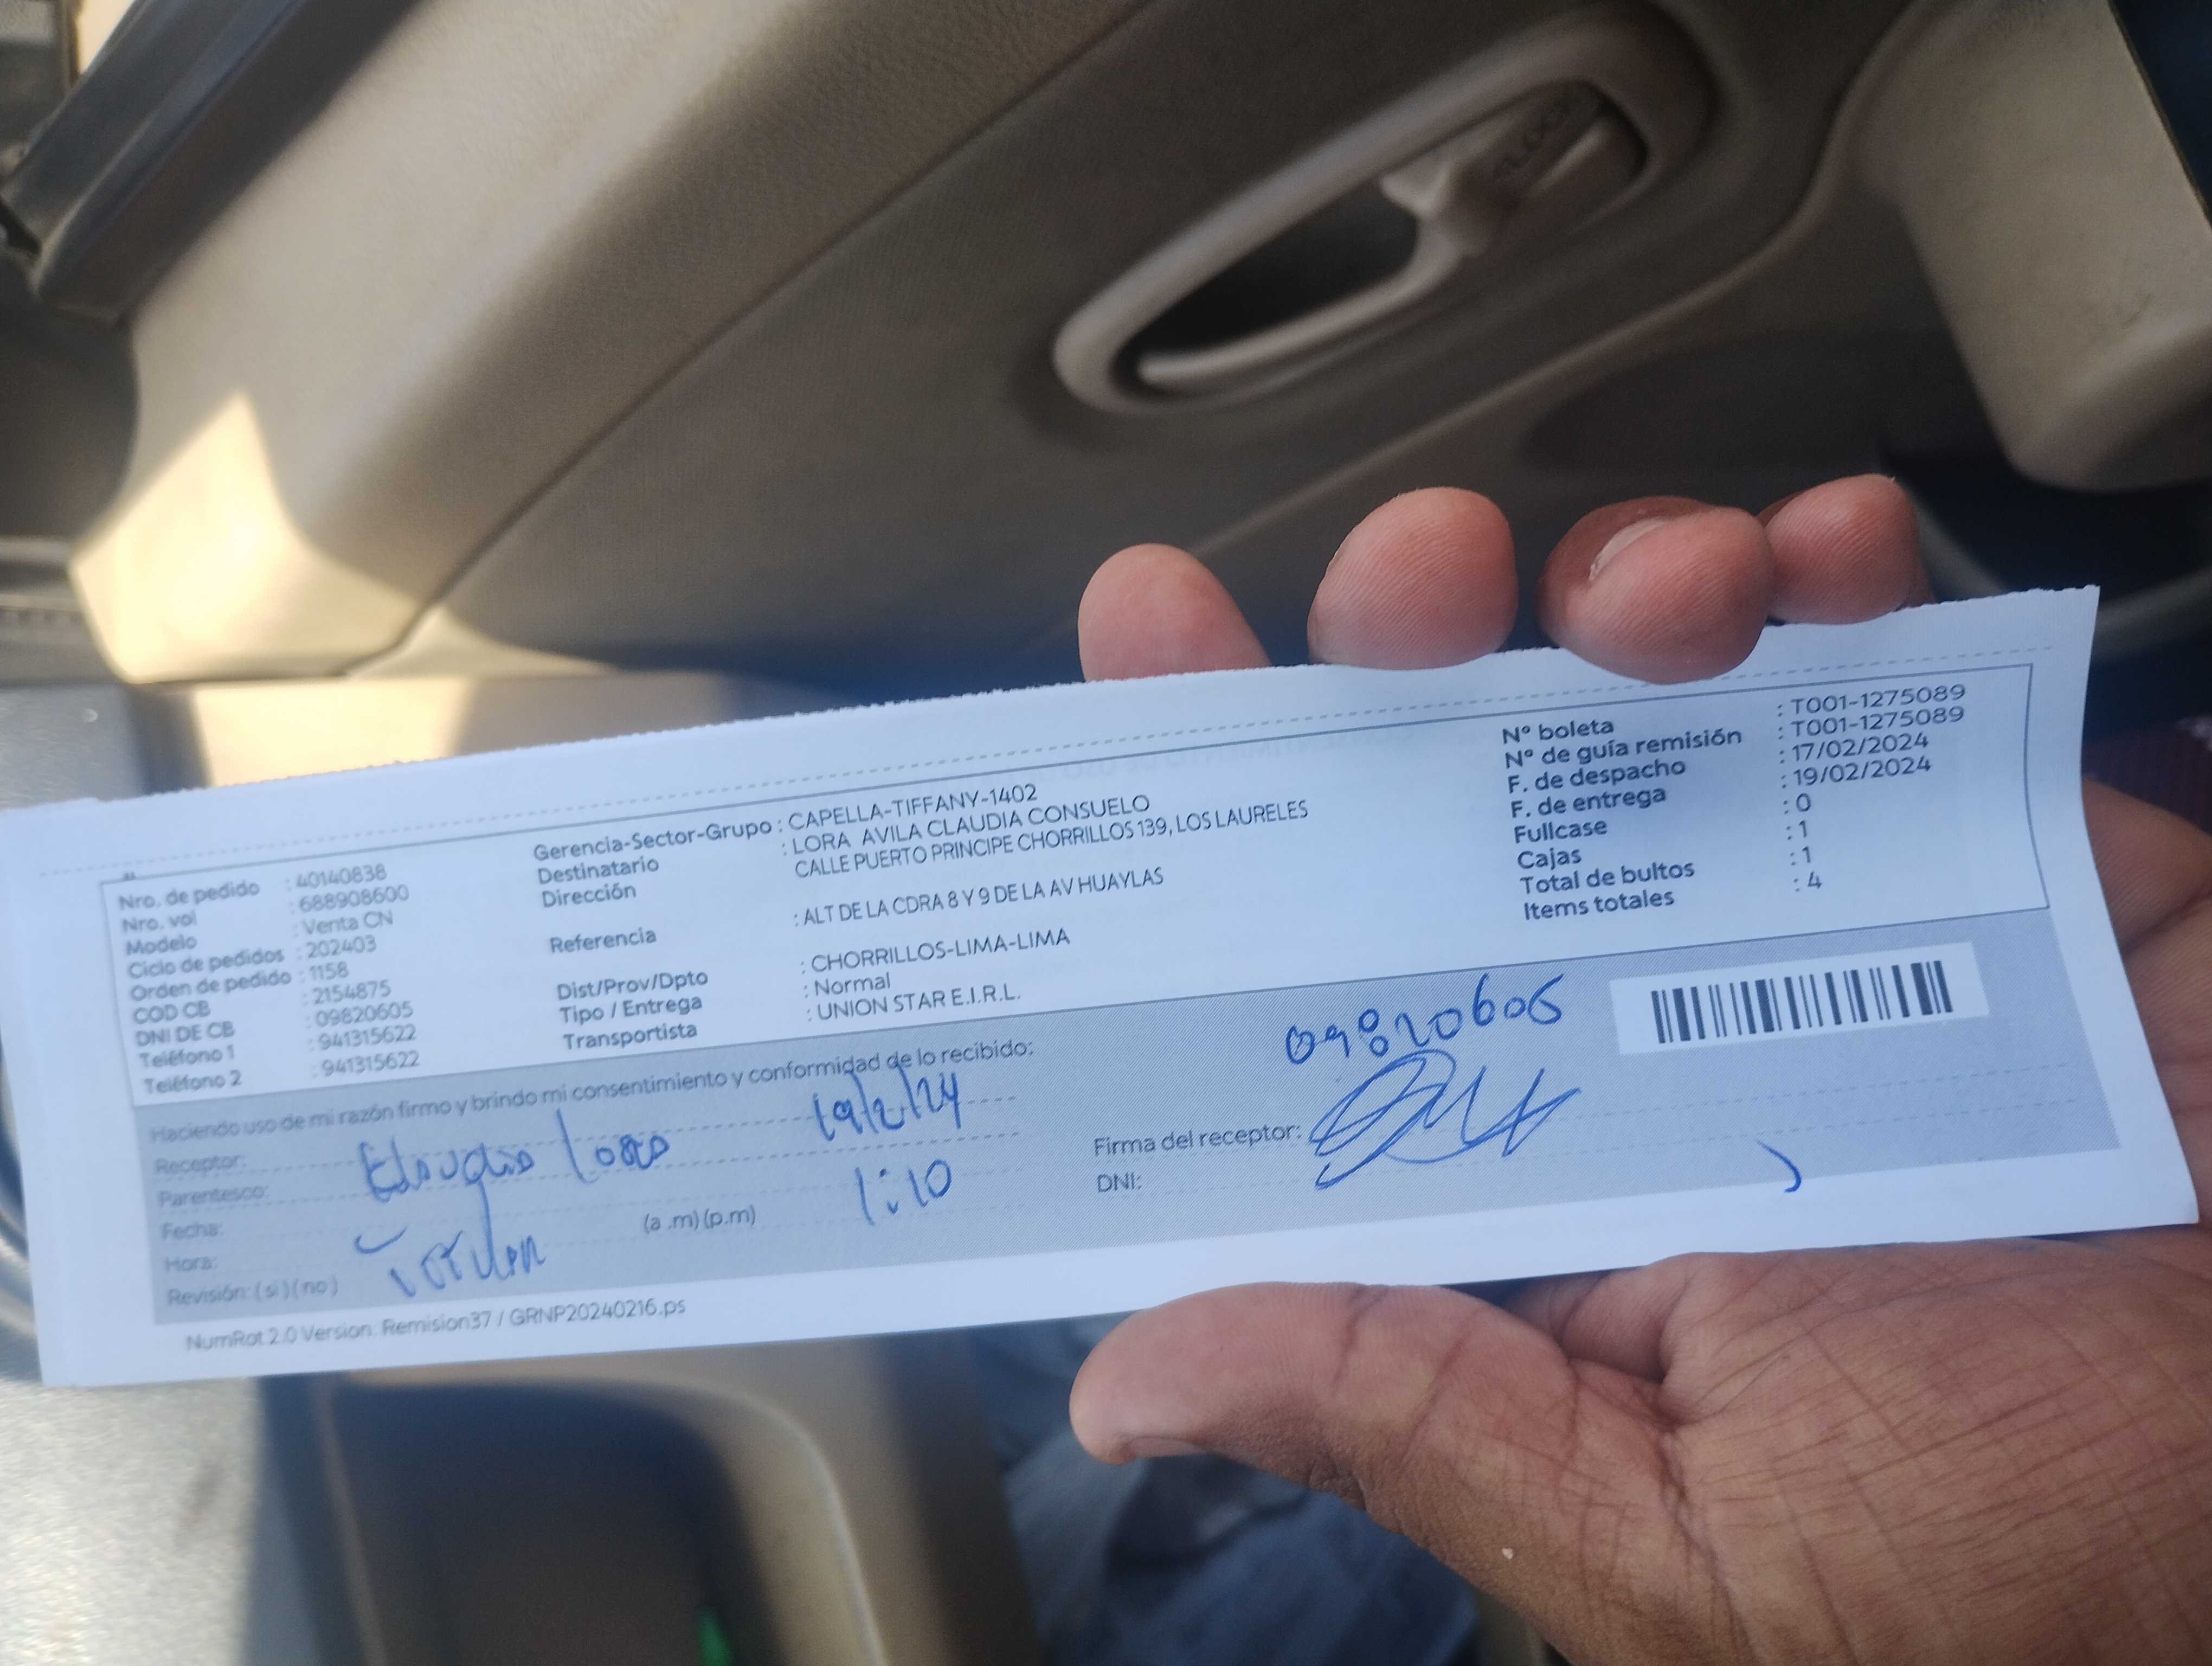 Nro. de pedido : 40140838
Nro. vol : 688908600
Modelo : Venta CN
Ciclo de pedidos : 202403
Orden de pedido : 1158
COD CB : 2154875
DNI DE CB : 09820605
Teléfono 1 : 941315622
Teléfono 2 : 941315622
Gerencia-Sector-Grupo : CAPELLA-TIFFANY-1402
Destinatario : LORA AVILA CLAUDIA CONSUELO
Dirección CALLE PUERTO PRINCIPE CHORRILLOS 139, LOS LAURELES
Referencia : ALT DE LA CDRA 8 Y 9 DE LA AV HUAYLAS
Dist/Prov/Dpto : CHORRILLOS-LIMA-LIMA
Tipo / Entrega : Normal
Transportista : UNION STAR E.I.R.L.
N° boleta : T001-1275089
N° de guía remisión : T001-1275089
F. de despacho : 17/02/2024
F. de entrega : 19/02/2024
Fullcase : 0
Cajas : 1
Total de bultos : 1
Items totales : 4
Haciendo uso de mi razón firmo y brindo mi consentimiento y conformidad de lo recibido:
Receptor:
Parentesco: 19/2/24
Fecha:
Hora: (a .m) (p.m) 1:10
Revisión: ( si ) ( no )
09820605
Firma del receptor:
DNI:
NumRot 2.0 Version: Remision37 / GRNP20240216.ps